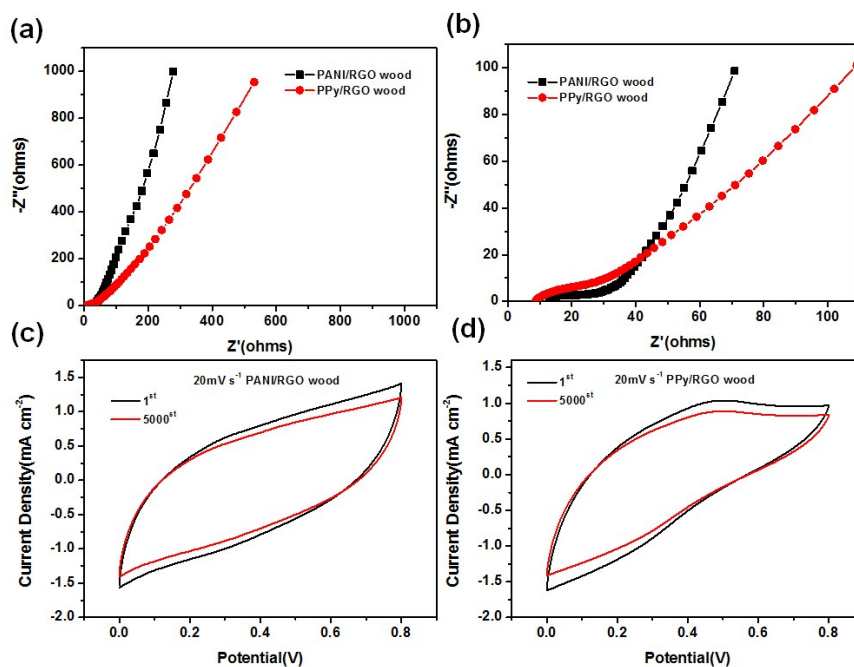 (a)
1000
800
600
400
200
0
0
200
400
600
800
1000
-Z''(ohms)
Z'(ohms)
PANI/RGO wood
PPy/RGO wood
(b)
100
80
60
40
20
0
0
20
40
60
80
100
-Z''(ohms)
Z'(ohms)
PANI/RGO wood
PPy/RGO wood
(c)
1.5
1.0
0.5
0.0
-0.5
-1.0
-1.5
-2.0
0.0
0.2
0.4
0.6
0.8
Current Density(mA cm⁻²)
Potential(V)
20mV s⁻¹ PANI/RGO wood
1ˢᵗ
5000ˢᵗ
(d)
1.5
1.0
0.5
0.0
-0.5
-1.0
-1.5
-2.0
0.0
0.2
0.4
0.6
0.8
Current Density(mA cm⁻²)
Potential(V)
20mV s⁻¹ PPy/RGO wood
1ˢᵗ
5000ˢᵗ